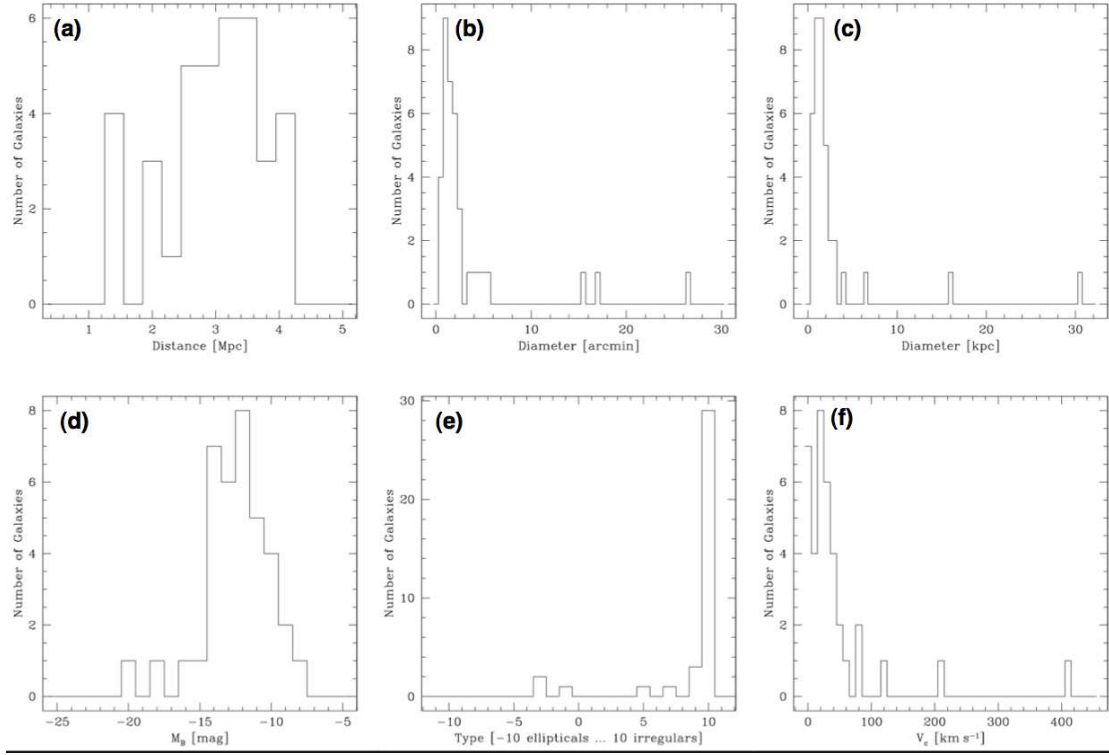 (a)
Number of Galaxies
6
4
2
0
1 2 3 4 5
Distance [Mpc]
(b)
Number of Galaxies
8
6
4
2
0
0 10 20 30
Diameter [arcmin]
(c)
Number of Galaxies
8
6
4
2
0
0 10 20 30
Diameter [kpc]
(d)
Number of Galaxies
8
6
4
2
0
−25 −20 −15 −10 −5
M_B [mag]
(e)
Number of Galaxies
30
20
10
0
−10 −5 0 5 10
Type [−10 ellipticals ... 10 irregulars]
(f)
Number of Galaxies
8
6
4
2
0
0 100 200 300 400
V_c [km s⁻¹]